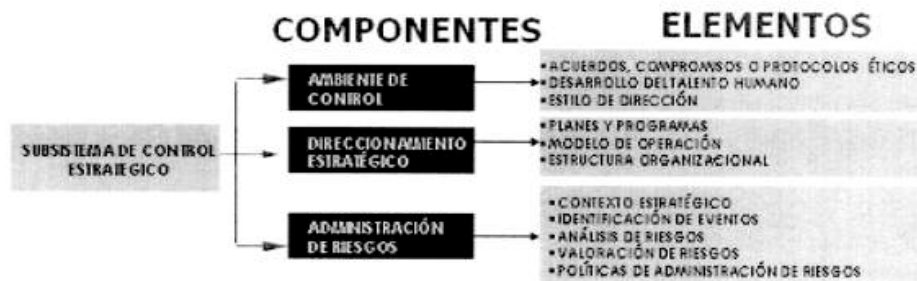 COMPONENTES
ELEMENTOS
SUBSISTEMA DE CONTROL
ESTRATEGICO
AMBIENTE DE
CONTROL
▪ ACUERDOS, COMPROMISOS O PROTOCOLOS ÉTICOS
▪ DESARROLLO DEL TALENTO HUMANO
▪ ESTILO DE DIRECCIÓN
DIRECCIONAMIENTO
ESTRATÉGICO
▪ PLANES Y PROGRAMAS
▪ MODELO DE OPERACIÓN
▪ ESTRUCTURA ORGANIZACIONAL
ADMINISTRACIÓN
DE RIESGOS
▪ CONTEXTO ESTRATÉGICO
▪ IDENTIFICACIÓN DE EVENTOS
▪ ANÁLISIS DE RIESGOS
▪ VALORACIÓN DE RIESGOS
▪ POLÍTICAS DE ADMINISTRACIÓN DE RIESGOS